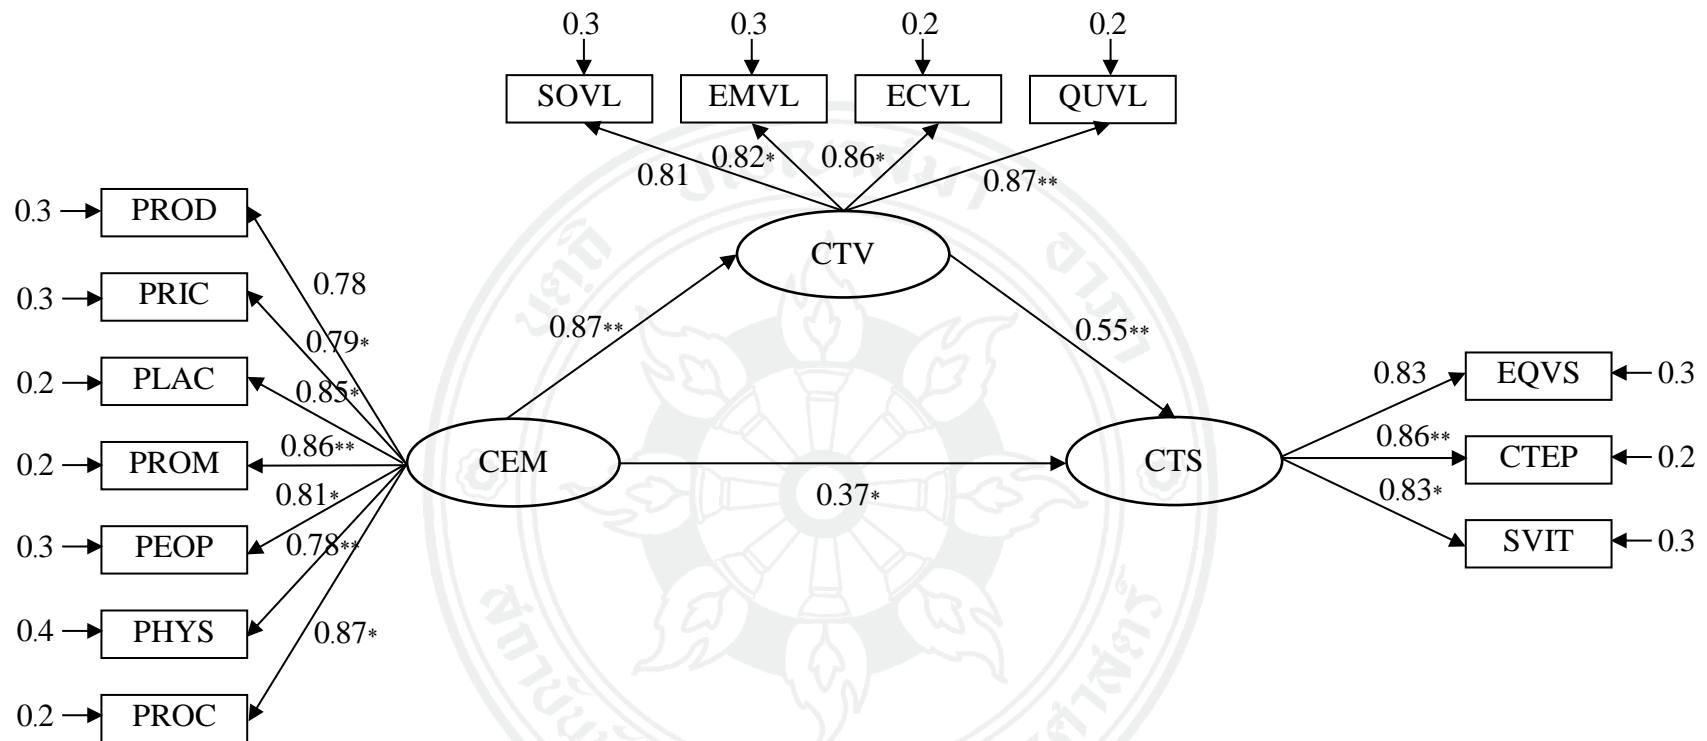 0.3 0.3 0.2 0.2
SOVL EMVL ECVL QUVL
0.81 0.82* 0.86* 0.87**
0.3 PROD
CTV
0.78
0.3 PRIC
0.87** 0.55**
0.79*
0.2 PLAC
0.85*
0.83 EQVS 0.3
0.2 PROM
0.86**
CEM
0.37*
CTS
0.86** CTEP 0.2
0.81*
0.83*
0.3 PEOP
0.78**
SVIT 0.3
0.4 PHYS
0.87*
0.2 PROC